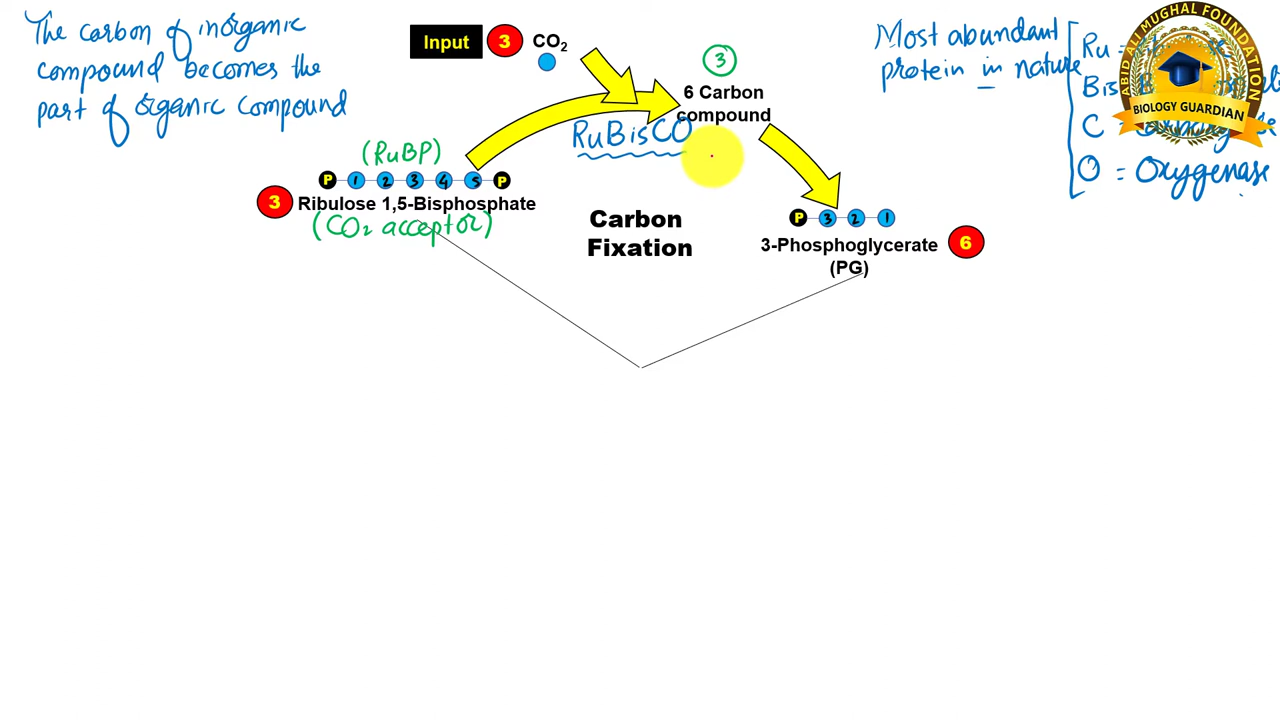 The carbon of inorganic
compound becomes the
part of organic compound
Input 3 CO₂
3
6 Carbon
compound
RuBisCO
(RuBP)
P 1 2 3 4 5 P
3 Ribulose 1,5-Bisphosphate
(CO₂ acceptor)
Carbon
Fixation
P 3 2 1
3-Phosphoglycerate 6
(PG)
Most abundant
protein in nature
Ru =
Bis
C =
O = Oxygenase
ABID ALI MUGHAL FOUNDATION
BIOLOGY GUARDIAN